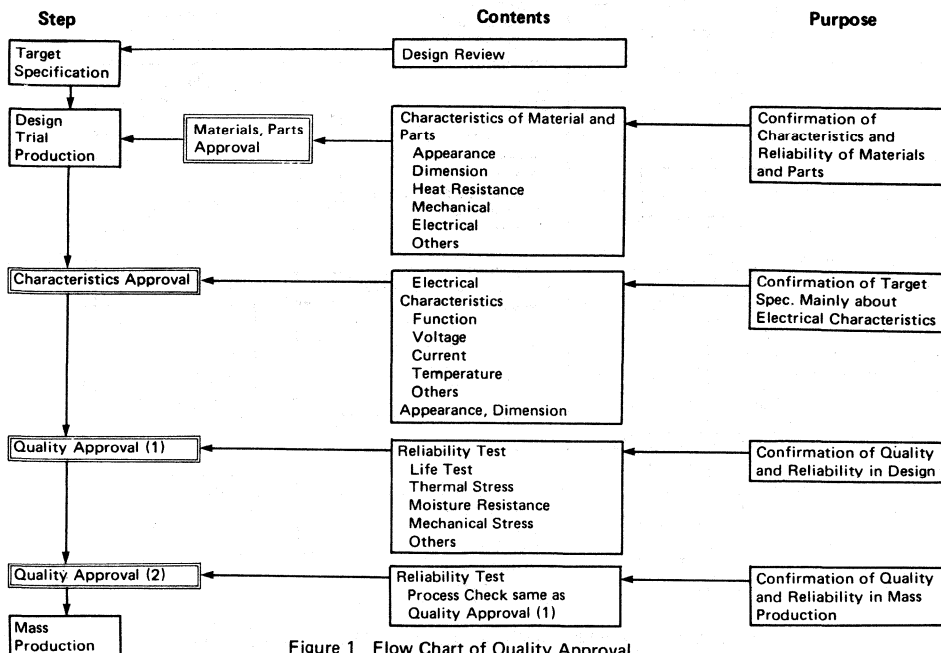 Step
Contents
Purpose
Target
Specification
Design Review
Design
Trial
Production
Materials, Parts
Approval
Characteristics of Material and
Parts
Appearance
Dimension
Heat Resistance
Mechanical
Electrical
Others
Confirmation of
Characteristics and
Reliability of Materials
and Parts
Characteristics Approval
Electrical
Characteristics
Function
Voltage
Current
Temperature
Others
Appearance, Dimension
Confirmation of Target
Spec. Mainly about
Electrical Characteristics
Quality Approval (1)
Reliability Test
Life Test
Thermal Stress
Moisture Resistance
Mechanical Stress
Others
Confirmation of Quality
and Reliability in Design
Quality Approval (2)
Reliability Test
Process Check same as
Quality Approval (1)
Confirmation of Quality
and Reliability in Mass
Production
Mass
Production
Figure 1 Flow Chart of Quality Approval